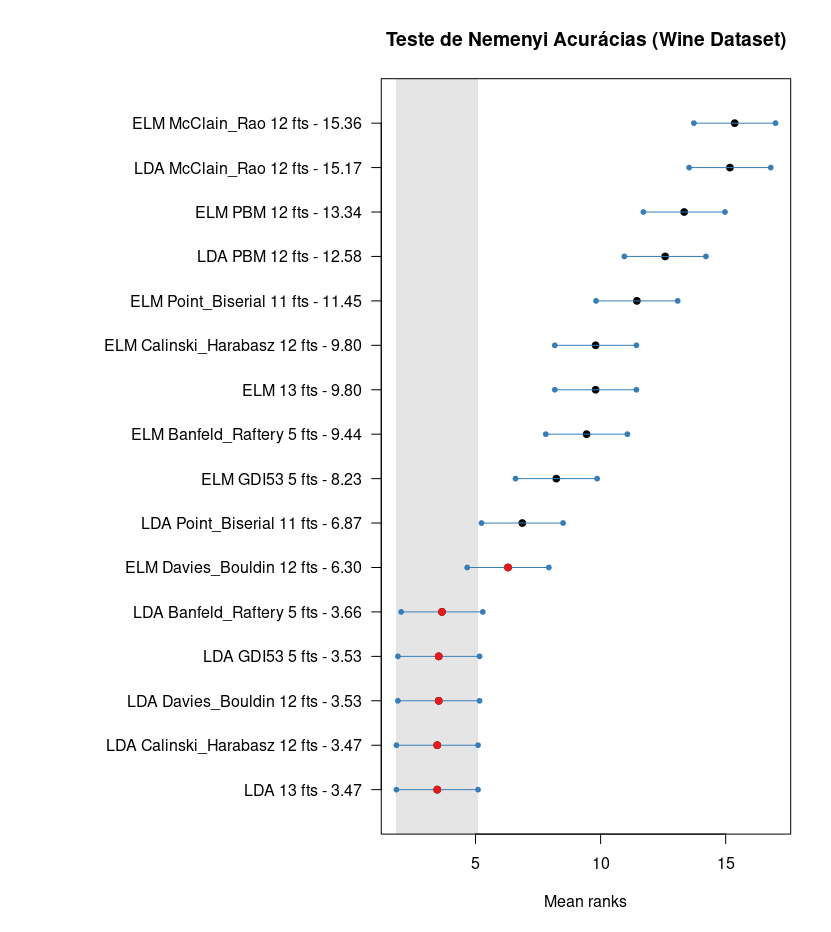 Teste de Nemenyi Acurácias (Wine Dataset)
ELM McClain_Rao 12 fts - 15.36
LDA McClain_Rao 12 fts - 15.17
ELM PBM 12 fts - 13.34
LDA PBM 12 fts - 12.58
ELM Point_Biserial 11 fts - 11.45
ELM Calinski_Harabasz 12 fts - 9.80
ELM 13 fts - 9.80
ELM Banfeld_Raftery 5 fts - 9.44
ELM GDI53 5 fts - 8.23
LDA Point_Biserial 11 fts - 6.87
ELM Davies_Bouldin 12 fts - 6.30
LDA Banfeld_Raftery 5 fts - 3.66
LDA GDI53 5 fts - 3.53
LDA Davies_Bouldin 12 fts - 3.53
LDA Calinski_Harabasz 12 fts - 3.47
LDA 13 fts - 3.47
5 10 15
Mean ranks